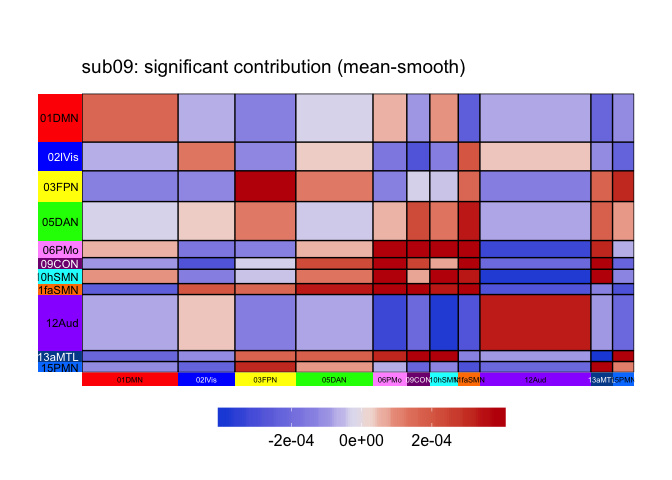 sub09: significant contribution (mean-smooth)
01DMN
02lVis
03FPN
05DAN
06PMo
09CON
10hSMN
1faSMN
12Aud
13aMTL
15PMN
01DMN 02lVis 03FPN 05DAN 06PMo 09CON 10hSMN 1faSMN 12Aud 13aMTL 15PMN
-2e-04 0e+00 2e-04